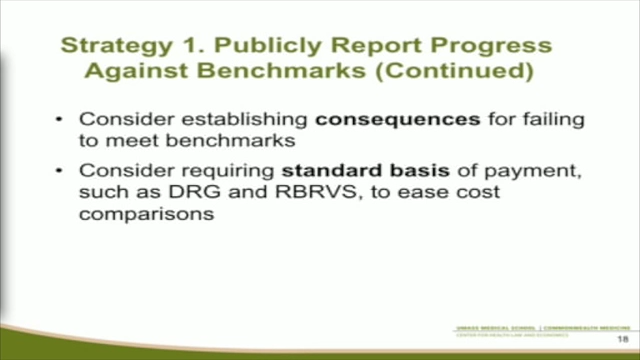 Strategy 1. Publicly Report Progress
Against Benchmarks (Continued)
• Consider establishing consequences for failing
to meet benchmarks
• Consider requiring standard basis of payment,
such as DRG and RBRVS, to ease cost
comparisons
UMASS MEDICAL SCHOOL | COMMONWEALTH MEDICINE
CENTER FOR HEALTH LAW AND ECONOMICS
18